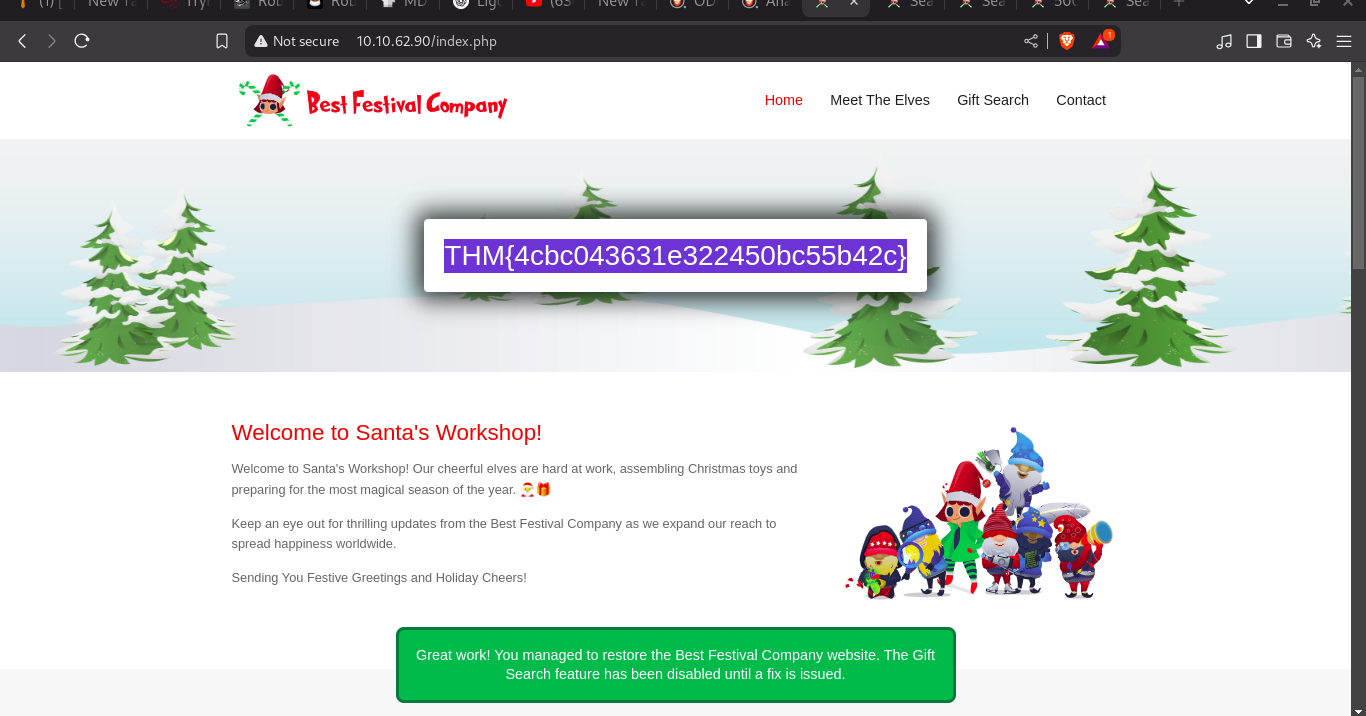 (1) [
New Ta
Rob
Rob
MD
Ligo
(63
New Ta
OD
Ana
Sea
Sea
Sea
Not secure 10.10.62.90/index.php
1
Best Festival Company
Home Meet The Elves Gift Search Contact
THM{4cbc043631e322450bc55b42c}
Welcome to Santa's Workshop!
Welcome to Santa's Workshop! Our cheerful elves are hard at work, assembling Christmas toys and
preparing for the most magical season of the year. 🎅🎁
Keep an eye out for thrilling updates from the Best Festival Company as we expand our reach to
spread happiness worldwide.
Sending You Festive Greetings and Holiday Cheers!
Great work! You managed to restore the Best Festival Company website. The Gift
Search feature has been disabled until a fix is issued.